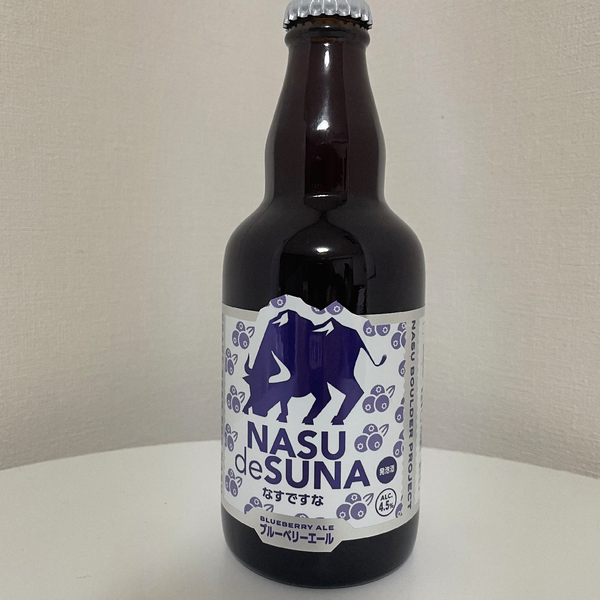 NASU
deSUNA
なすですな
発泡酒
ALC.
4.5%
BLUEBERRY ALE
ブルーベリーエール
NASU BOULDER PROJECT